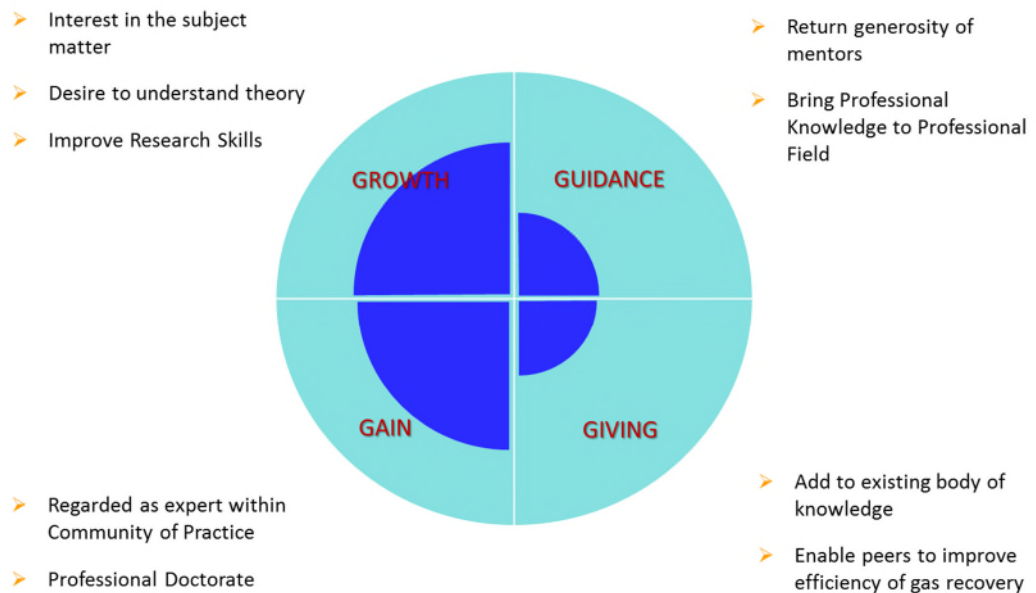 Interest in the subject
matter
Desire to understand theory
Improve Research Skills
Return generosity of
mentors
Bring Professional
Knowledge to Professional
Field
GROWTH
GUIDANCE
GAIN
GIVING
Regarded as expert within
Community of Practice
Professional Doctorate
Add to existing body of
knowledge
Enable peers to improve
efficiency of gas recovery